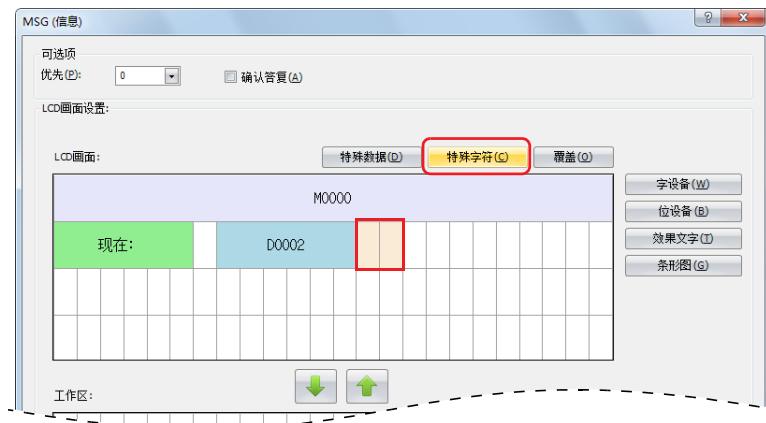 MSG (信息)
可选项
优先(P): 0 确认答复(A)
LCD画面设置:
LCD画面: 特殊数据(D) 特殊字符(C) 覆盖(O)
M0000 字设备(W)
位设备(B)
现在: D0002 效果文字(T)
条形图(G)
工作区: